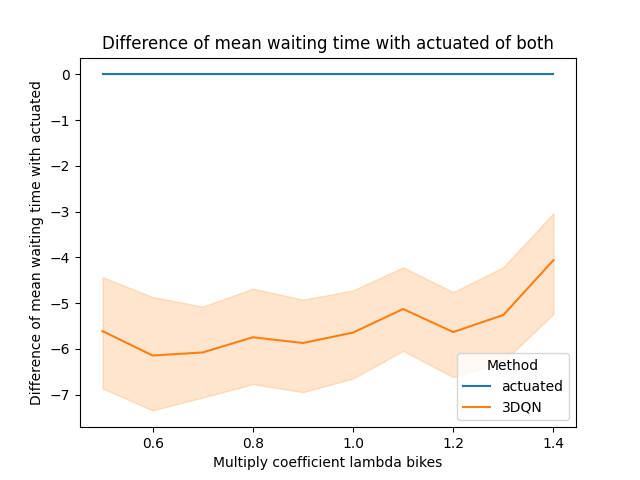 Difference of mean waiting time with actuated of both
Difference of mean waiting time with actuated
0
−1
−2
−3
−4
−5
−6
−7
0.6
0.8
1.0
1.2
1.4
Multiply coefficient lambda bikes
Method
actuated
3DQN